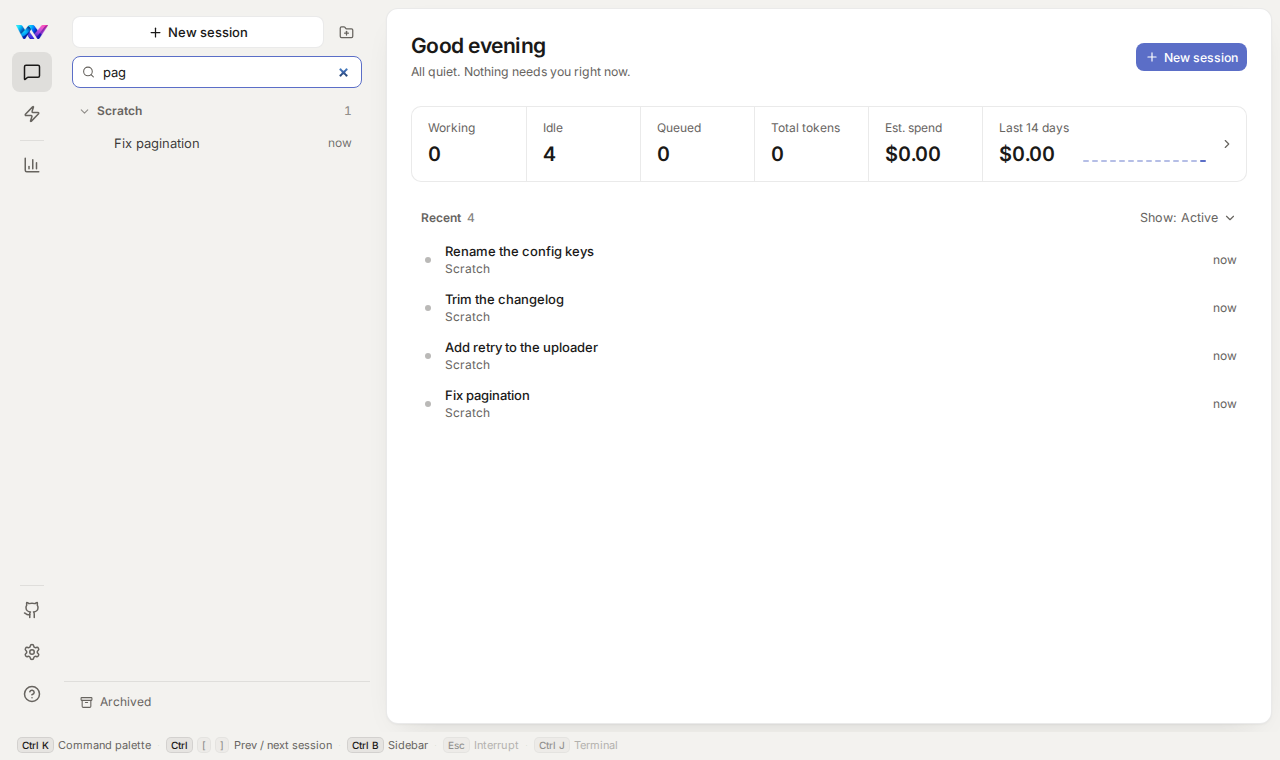 New session
pag
Scratch 1
Fix pagination now
Archived
Good evening
All quiet. Nothing needs you right now.
New session
Working
0
Idle
4
Queued
0
Total tokens
0
Est. spend
$0.00
Last 14 days
$0.00
Recent 4
Show: Active
Rename the config keys
Scratch
now
Trim the changelog
Scratch
now
Add retry to the uploader
Scratch
now
Fix pagination
Scratch
now
Ctrl K Command palette Ctrl [ ] Prev / next session Ctrl B Sidebar Esc Interrupt Ctrl J Terminal